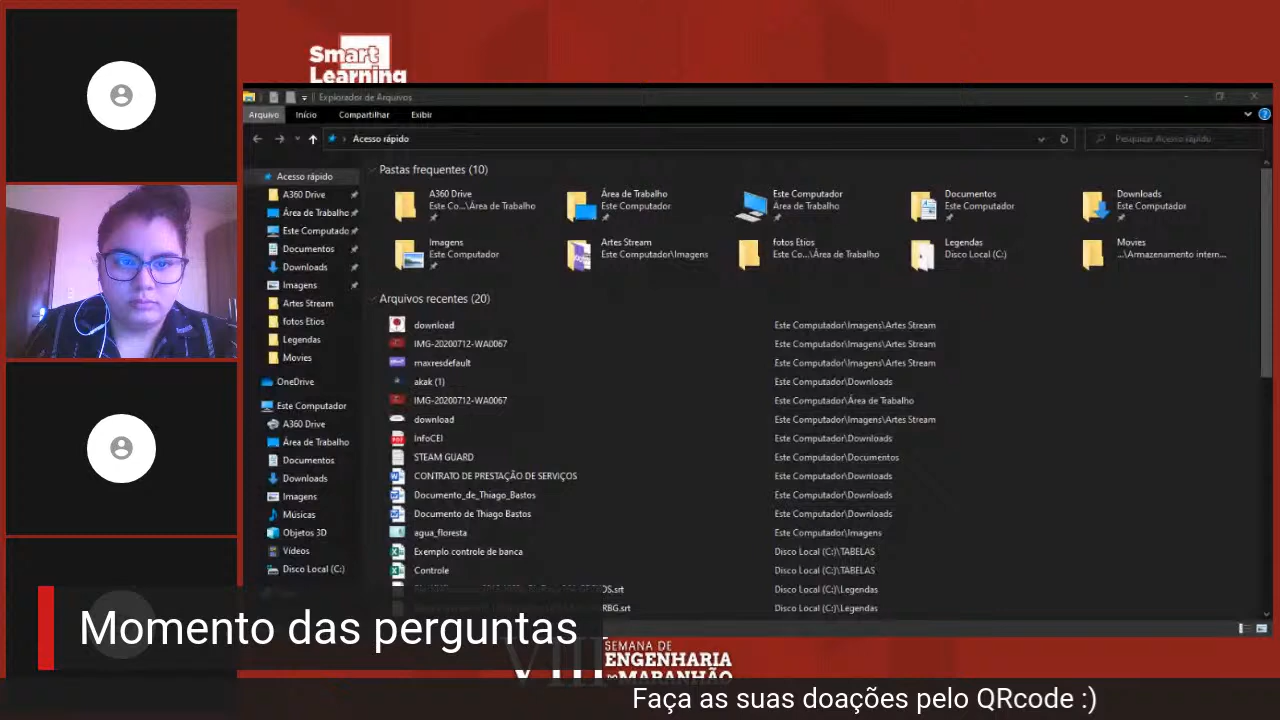 Smart
Learning
Explorador de Arquivos
Arquivo Início Compartilhar Exibir
Acesso rápido
Pesquisar Acesso rápido
Acesso rápido
A360 Drive
Área de Trabalho
Este Computado
Documentos
Downloads
Imagens
Artes Stream
fotos Etios
Legendas
Movies
OneDrive
Este Computador
A360 Drive
Área de Trabalho
Documentos
Downloads
Imagens
Músicas
Objetos 3D
Vídeos
Disco Local (C:)
Pastas frequentes (10)
A360 Drive
Este Co...\Área de Trabalho
Área de Trabalho
Este Computador
Este Computador
Área de Trabalho
Documentos
Este Computador
Downloads
Este Computador
Imagens
Este Computador
Artes Stream
Este Computador\Imagens
fotos Etios
Este Co...\Área de Trabalho
Legendas
Disco Local (C:)
Movies
...\Armazenamento intern...
Arquivos recentes (20)
download Este Computador\Imagens\Artes Stream
IMG-20200712-WA0067 Este Computador\Imagens\Artes Stream
maxresdefault Este Computador\Imagens\Artes Stream
akak (1) Este Computador\Downloads
IMG-20200712-WA0067 Este Computador\Área de Trabalho
download Este Computador\Imagens\Artes Stream
InfoCEI Este Computador\Downloads
STEAM GUARD Este Computador\Documentos
CONTRATO DE PRESTAÇÃO DE SERVIÇOS Este Computador\Downloads
Documento_de_Thiago_Bastos Este Computador\Downloads
Documento de Thiago Bastos Este Computador\Downloads
agua_floresta Este Computador\Imagens
Exemplo controle de banca Disco Local (C:)\TABELAS
Controle Disco Local (C:)\TABELAS
OS.srt Disco Local (C:)\Legendas
RBG.srt Disco Local (C:)\Legendas
Momento das perguntas
VIII SEMANA DE
ENGENHARIA
DO MARANHÃO
Faça as suas doações pelo QRcode :)